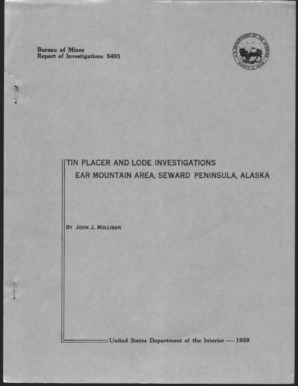 Bureau of Mines
Report of Investigations 5493
TIN PLACER AND LODE INVESTIGATIONS
EAR MOUNTAIN AREA, SEWARD PENINSULA, ALASKA
BY JOHN J. MULLIGAN
United States Department of the Interior — 1959